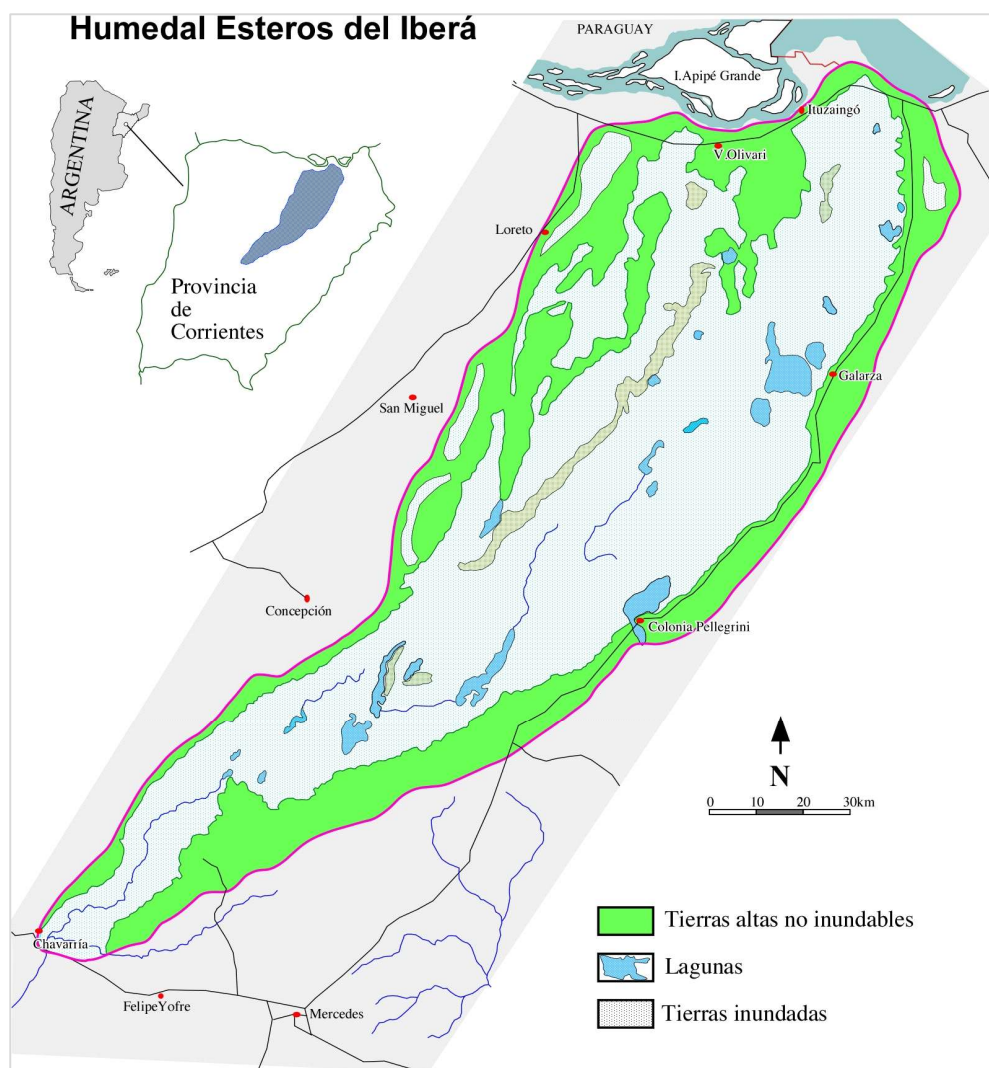 Humedal Esteros del Iberá
PARAGUAY
I.Apipé Grande
Ituzaingó
V.Olivari
ARGENTINA
Loreto
Provincia
de
Corrientes
Galarza
San Miguel
Concepción
Colonia Pellegrini
N
0 10 20 30km
Tierras altas no inundables
Chavarría
Lagunas
FelipeYofre
Mercedes
Tierras inundadas